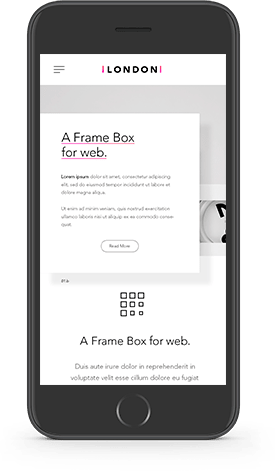 LONDON
A Frame Box
for web.
Lorem ipsum dolor sit amet, consectetur adipiscing
elit, sed do eiusmod tempor incididunt ut labore et
dolore magna aliqua.
Ut enim ad minim veniam, quis nostrud exercitation
ullamco laboris nisi ut aliquip ex ea commodo conse
quat.
Read More
A Frame Box for web.
Duis aute irure dolor in reprehenderit in
voluptate velit esse cillum dolore eu fugiat